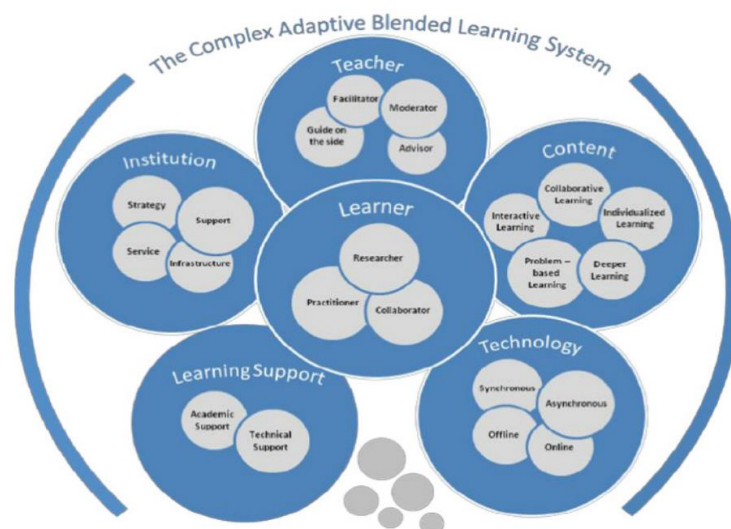 The Complex Adaptive Blended Learning System
Teacher
Facilitator
Moderator
Guide on
the side
Advisor
Institution
Strategy
Support
Service
Infrastructure
Content
Collaborative
Learning
Interactive
Learning
Individualized
Learning
Problem –
based
Learning
Deeper
Learning
Learner
Researcher
Practitioner
Collaborator
Learning Support
Academic
Support
Technical
Support
Technology
Synchronous
Asynchronous
Offline
Online